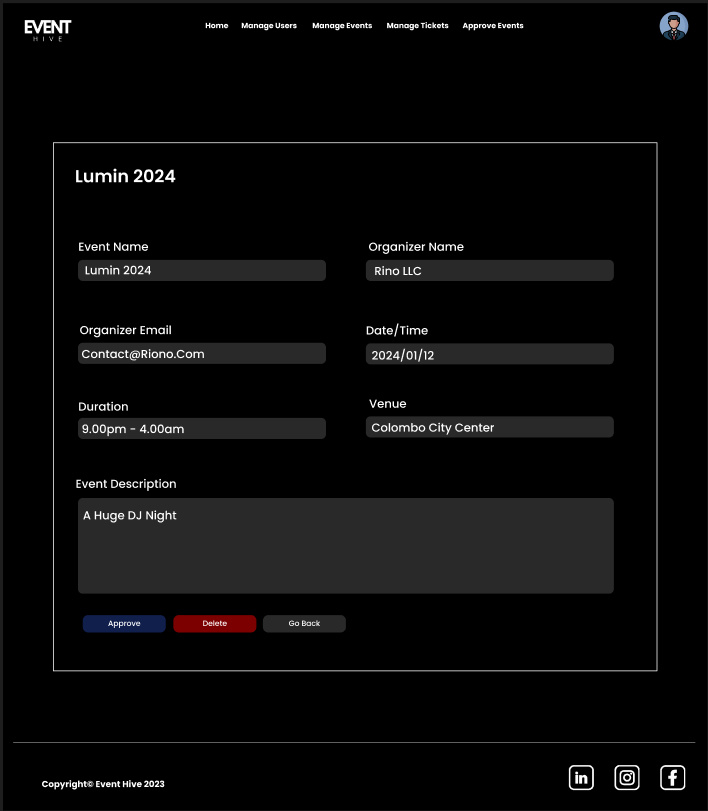 EVENT
HIVE
Home Manage Users Manage Events Manage Tickets Approve Events
Lumin 2024
Event Name
Lumin 2024
Organizer Name
Rino LLC
Organizer Email
Contact@Riono.Com
Date/Time
2024/01/12
Duration
9.00pm - 4.00am
Venue
Colombo City Center
Event Description
A Huge DJ Night
Approve Delete Go Back
Copyright© Event Hive 2023